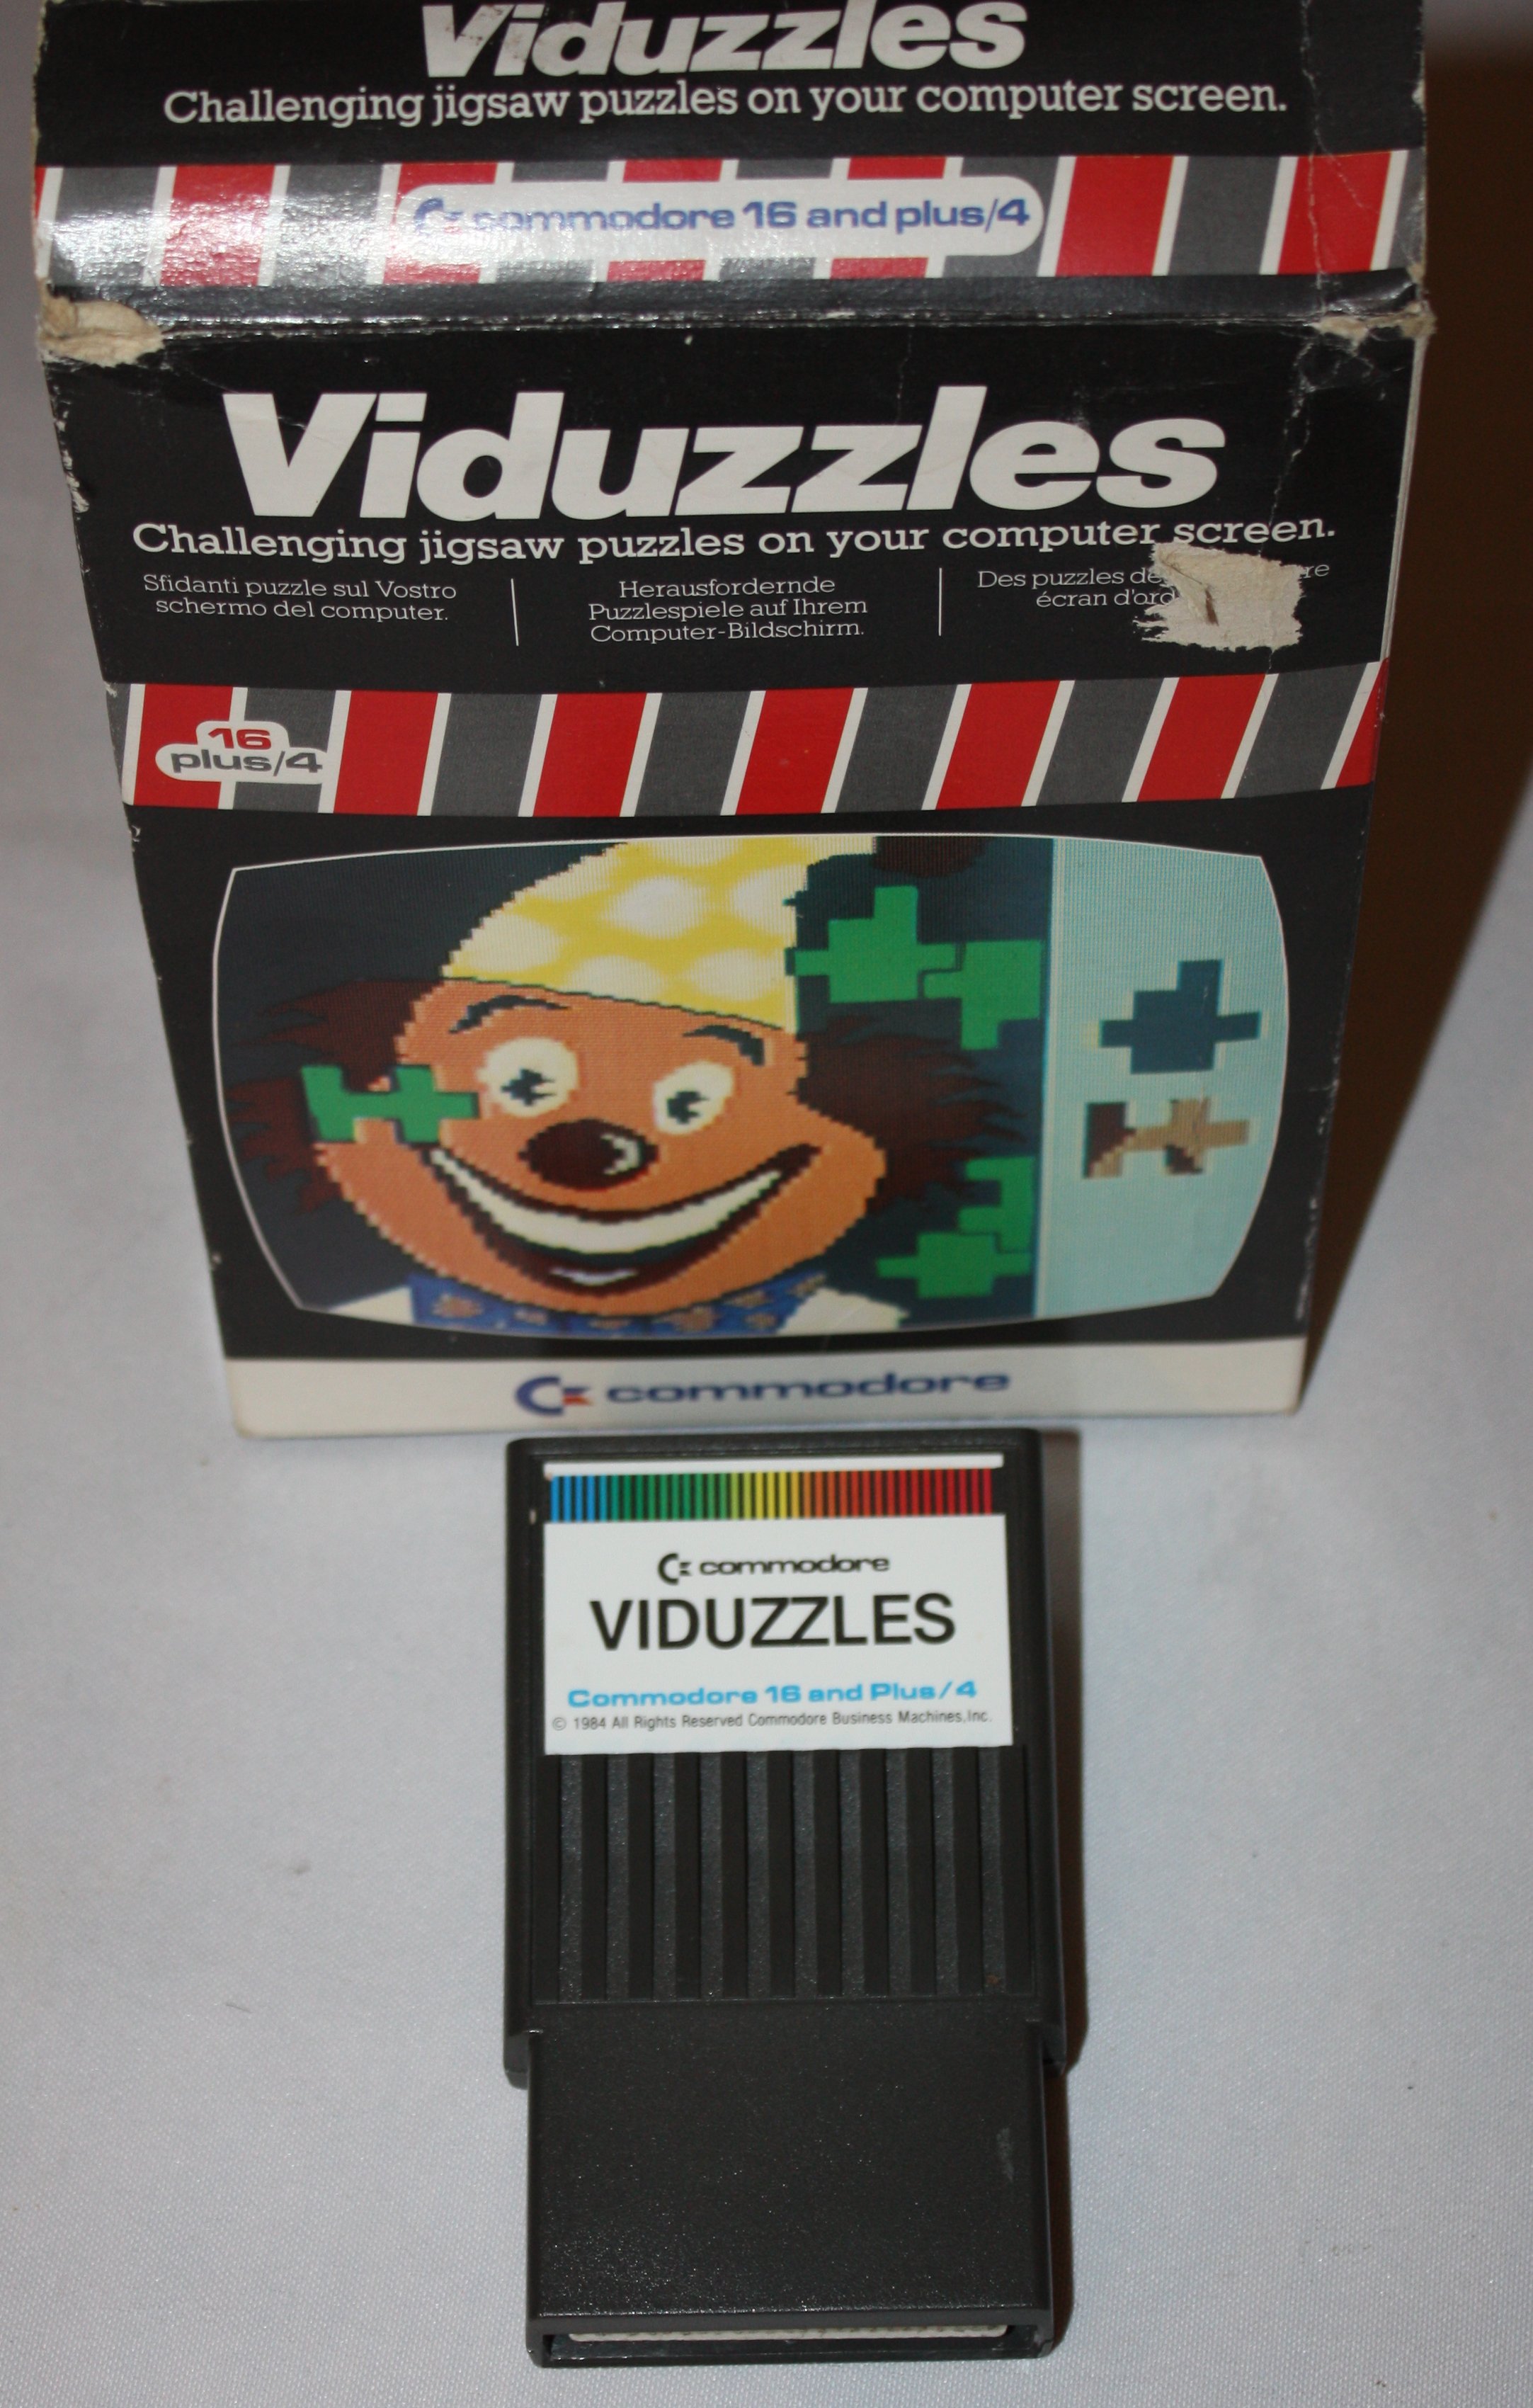 Viduzzles
Challenging jigsaw puzzles on your computer screen.
commodore 16 and plus/4
Viduzzles
Challenging jigsaw puzzles on your computer screen.
Sfidanti puzzle sul Vostro
schermo del computer.
Herausfordernde
Puzzlespiele auf Ihrem
Computer-Bildschirm.
Des puzzles
écran
16
plus/4
commodore
commodore
VIDUZZLES
Commodore 16 and Plus/4
© 1984 All Rights Reserved Commodore Business Machines, Inc.